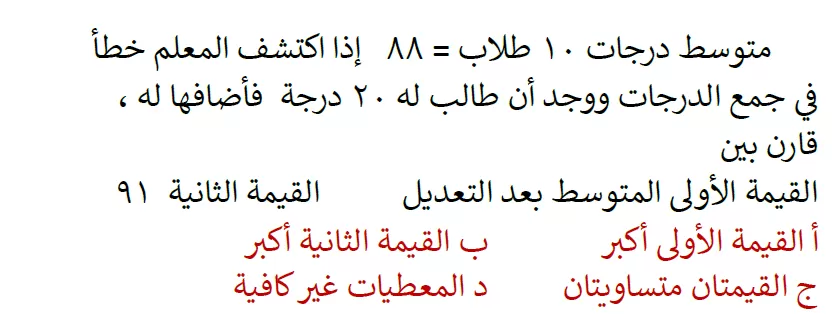 متوسط درجات ١٠ طلاب = ٨٨ إذا اكتشف المعلم خطأ
في جمع الدرجات ووجد أن طالب له ٢٠ درجة فأضافها له ،
قارن بين
القيمة الأولى المتوسط بعد التعديل القيمة الثانية ٩١
أ القيمة الأولى أكبر ب القيمة الثانية أكبر
ج القيمتان متساويتان د المعطيات غير كافية